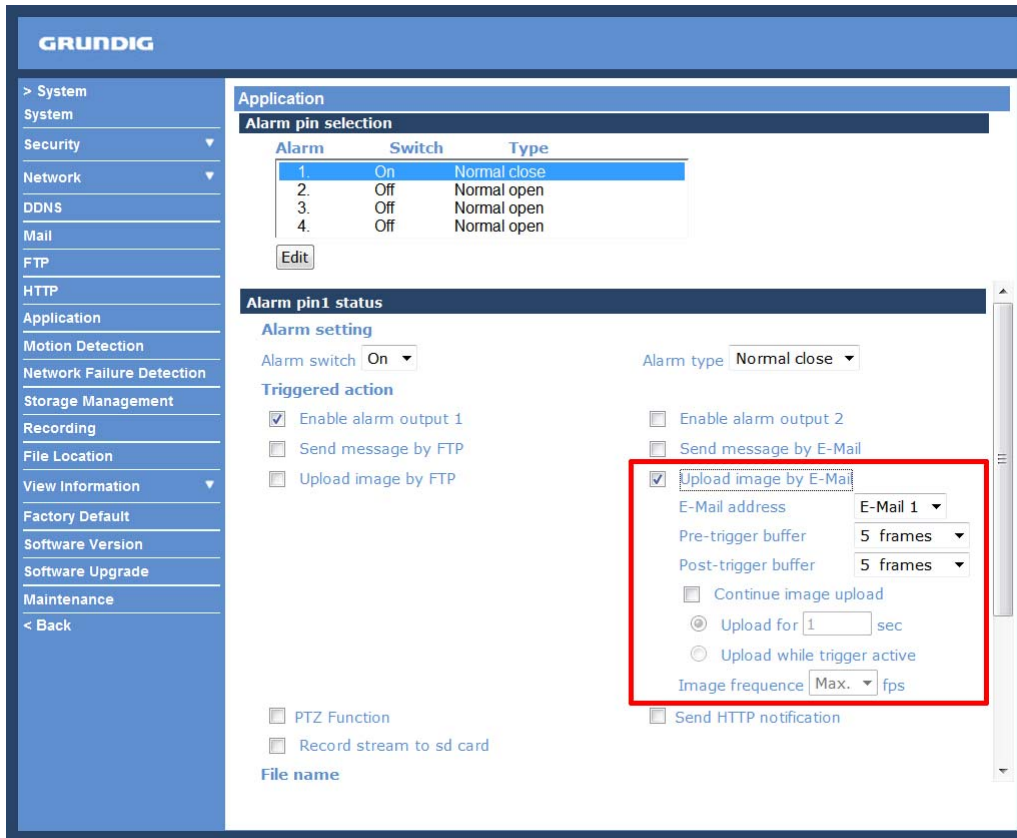 GRUNDIG
> System
System
Security
Network
DDNS
Mail
FTP
HTTP
Application
Motion Detection
Network Failure Detection
Storage Management
Recording
File Location
View Information
Factory Default
Software Version
Software Upgrade
Maintenance
< Back
Application
Alarm pin selection
Alarm Switch Type
1. On Normal close
2. Off Normal open
3. Off Normal open
4. Off Normal open
Edit
Alarm pin1 status
Alarm setting
Alarm switch On Alarm type Normal close
Triggered action
Enable alarm output 1 Enable alarm output 2
Send message by FTP Send message by E-Mail
Upload image by FTP Upload image by E-Mail
E-Mail address E-Mail 1
Pre-trigger buffer 5 frames
Post-trigger buffer 5 frames
Continue image upload
Upload for 1 sec
Upload while trigger active
Image frequence Max. fps
PTZ Function Send HTTP notification
Record stream to sd card
File name